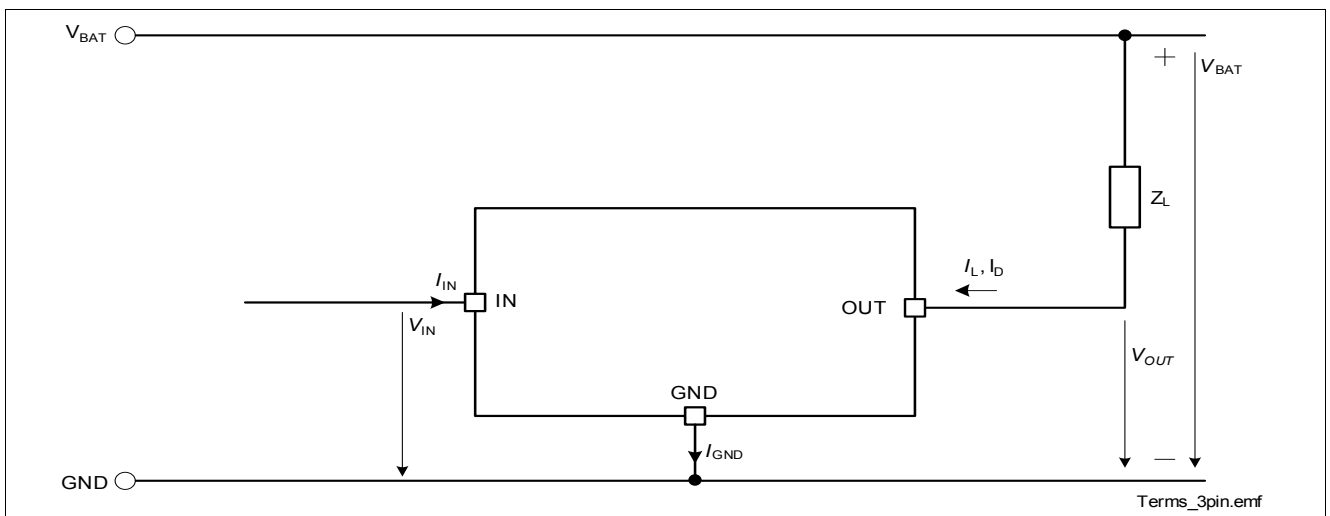 VBAT
+
VBAT
ZL
IIN
IN
VIN
IL, ID
OUT
VOUT
GND
IGND
GND
—
Terms_3pin.emf